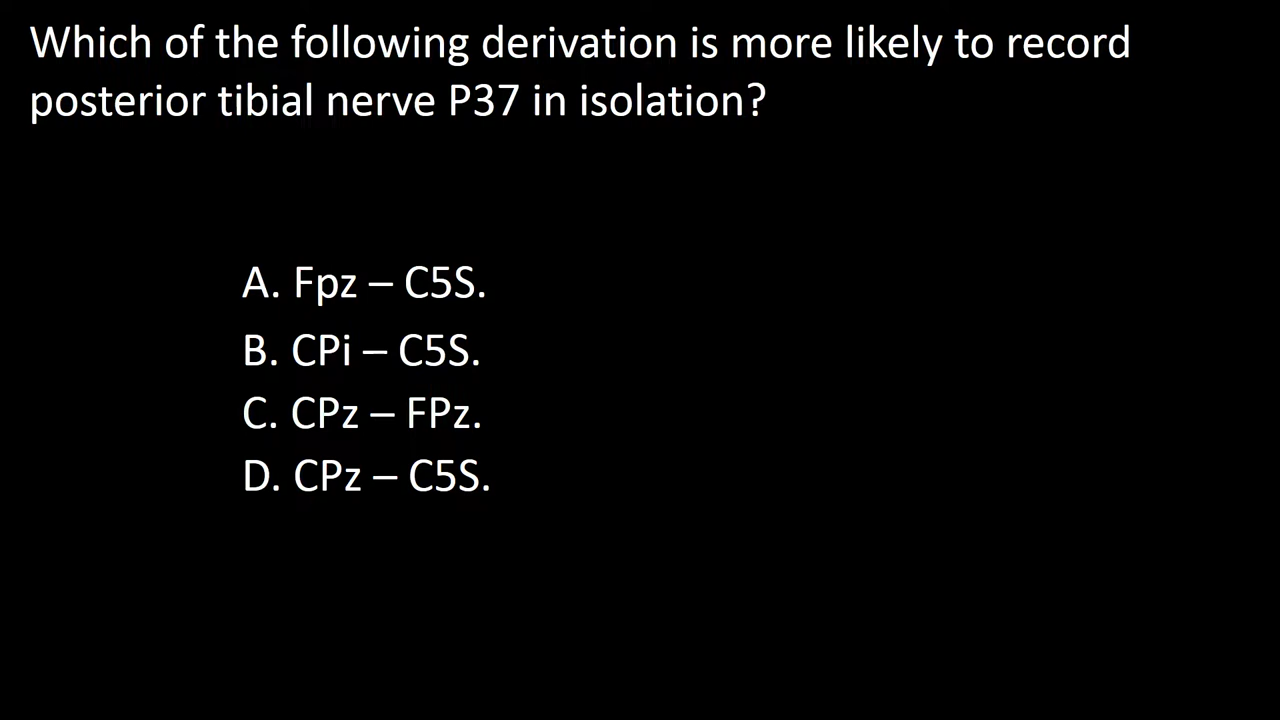 Which of the following derivation is more likely to record
posterior tibial nerve P37 in isolation?
A. Fpz – C5S.
B. CPi – C5S.
C. CPz – FPz.
D. CPz – C5S.